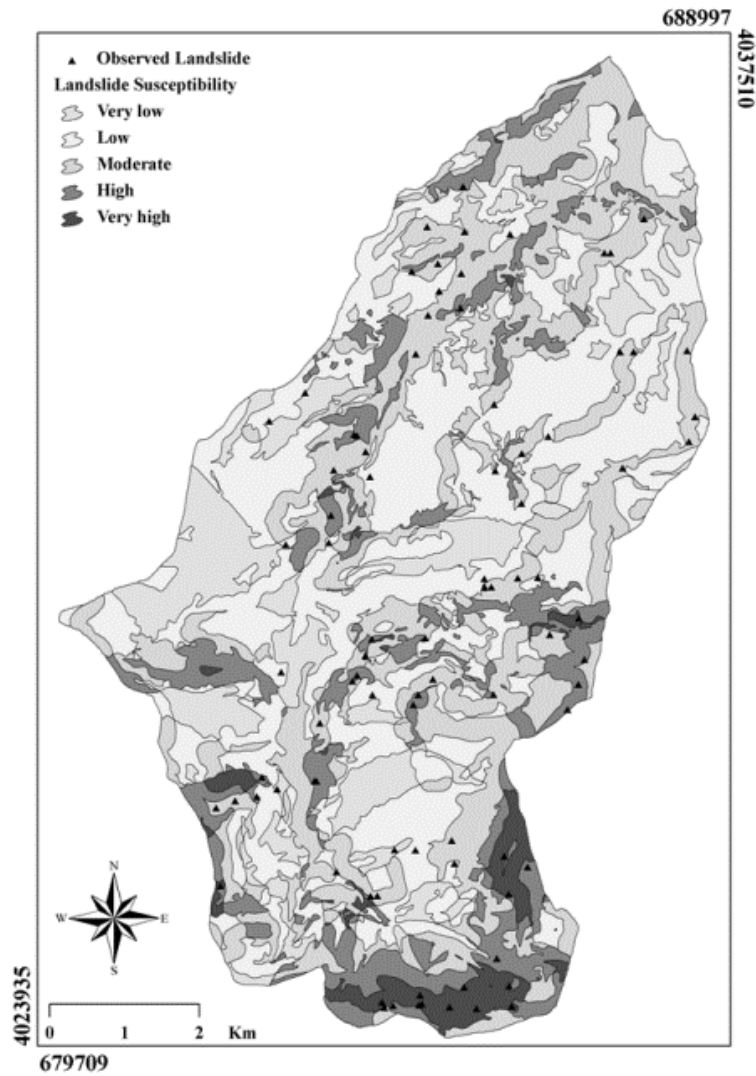 688997
4037510
Observed Landslide
Landslide Susceptibility
Very low
Low
Moderate
High
Very high
N
W
E
S
4023935
0 1 2 Km
679709